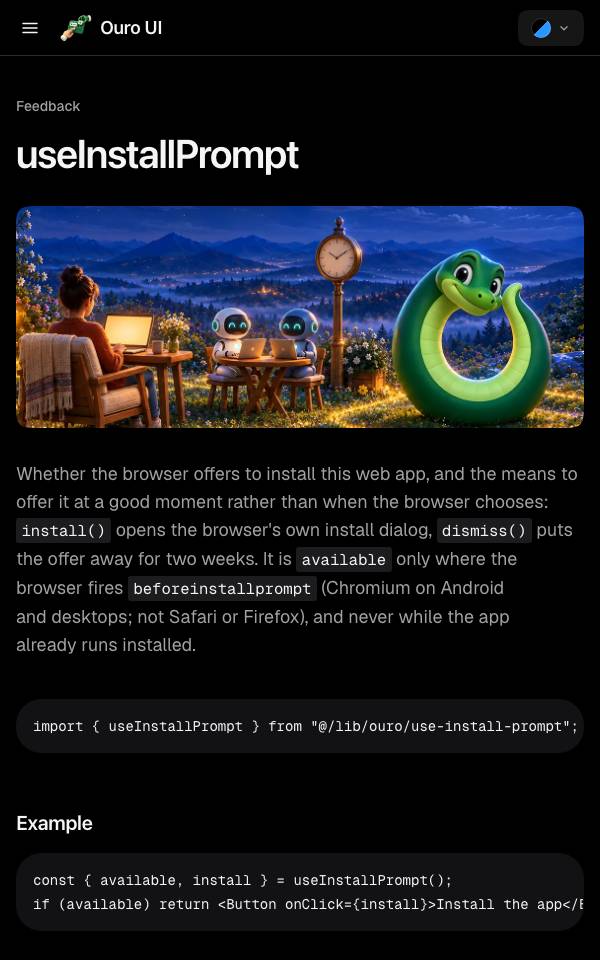 Ouro UI
Feedback
useInstallPrompt
Whether the browser offers to install this web app, and the means to
offer it at a good moment rather than when the browser chooses:
install() opens the browser's own install dialog, dismiss() puts
the offer away for two weeks. It is available only where the
browser fires beforeinstallprompt (Chromium on Android
and desktops; not Safari or Firefox), and never while the app
already runs installed.
import { useInstallPrompt } from "@/lib/ouro/use-install-prompt";
Example
const { available, install } = useInstallPrompt();
if (available) return <Button onClick={install}>Install the app</